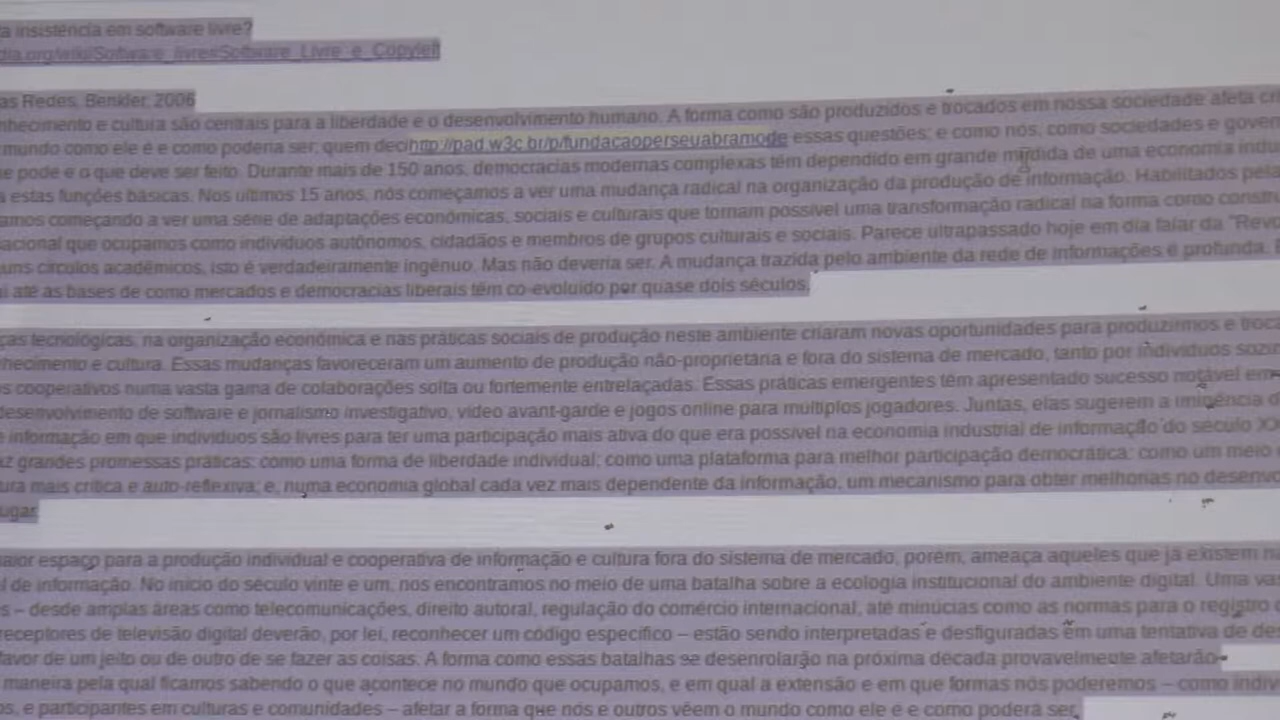 a insistência em software livre?
dia.org/wiki/Software_livre#Software_Livre_e_Copyleft
as Redes, Benkler, 2006
nhecimento e cultura são centrais para a liberdade e o desenvolvimento humano. A forma como são produzidos e trocados em nossa sociedade afeta
mundo como ele é e como poderia ser; quem decihttp://pad.w3c.br/p/fundacaoperseuabramode essas questões; e como nós, como sociedades e gover
e pode e o que deve ser feito. Durante mais de 150 anos, democracias modernas complexas têm dependido em grande medida de uma economia indu
a estas funções básicas. Nos últimos 15 anos, nós começamos a ver uma mudança radical na organização da produção de informação. Habilitados pela
amos começando a ver uma série de adaptações econômicas, sociais e culturais que tornam possível uma transformação radical na forma como constr
acional que ocupamos como indivíduos autônomos, cidadãos e membros de grupos culturais e sociais. Parece ultrapassado hoje em dia falar da "Revo
uns círculos acadêmicos, isto é verdadeiramente ingênuo. Mas não deveria ser. A mudança trazida pelo ambiente da rede de informações é profunda.
i até as bases de como mercados e democracias liberais têm co-evoluído por quase dois séculos.
ças tecnológicas, na organização econômica e nas práticas sociais de produção neste ambiente criaram novas oportunidades para produzirmos e troca
nhecimento e cultura. Essas mudanças favoreceram um aumento de produção não-proprietária e fora do sistema de mercado, tanto por indivíduos sozin
os cooperativos numa vasta gama de colaborações solta ou fortemente entrelaçadas. Essas práticas emergentes têm apresentado sucesso notável em
desenvolvimento de software e jornalismo investigativo, vídeo avant-garde e jogos online para múltiplos jogadores. Juntas, elas sugerem a iminência d
e informação em que indivíduos são livres para ter uma participação mais ativa do que era possível na economia industrial de informação do século XX
az grandes promessas práticas: como uma forma de liberdade individual; como uma plataforma para melhor participação democrática; como um meio
ura mais crítica e auto-reflexiva; e, numa economia global cada vez mais dependente da informação, um mecanismo para obter melhorias no desenvo
ugar.
aior espaço para a produção individual e cooperativa de informação e cultura fora do sistema de mercado, porém, ameaça aqueles que já existem n
l de informação. No início do século vinte e um, nos encontramos no meio de uma batalha sobre a ecologia institucional do ambiente digital. Uma va
s – desde amplas áreas como telecomunicações, direito autoral, regulação do comércio internacional, até minúcias como as normas para o registro
receptores de televisão digital deverão, por lei, reconhecer um código específico – estão sendo interpretadas e desfiguradas em uma tentativa de de
favor de um jeito ou de outro de se fazer as coisas. A forma como essas batalhas se desenrolarão na próxima década provavelmente afetarão
maneira pela qual ficamos sabendo o que acontece no mundo que ocupamos, e em qual a extensão e em que formas nós poderemos – como indiv
os, e participantes em culturas e comunidades – afetar a forma que nós e outros vêem o mundo como ele é e como poderá ser.